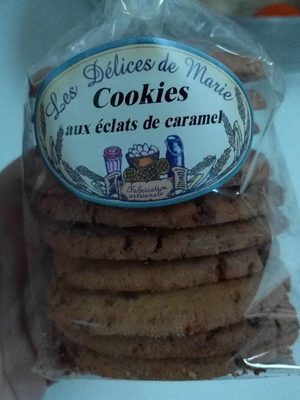 Les Délices de Marie
Cookies
aux éclats de caramel
Fabrication
artisanale